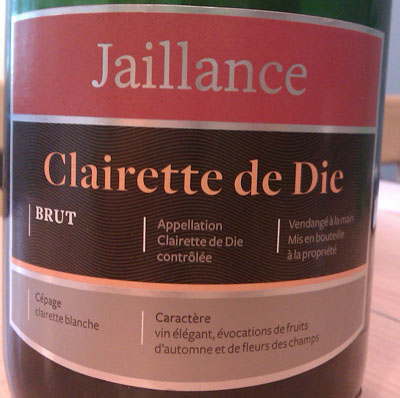 Jaillance
Clairette de Die
BRUT
Appellation
Clairette de Die
contrôlée
Vendangé à la main
Mis en bouteille
à la propriété
Cépage
clairette blanche
Caractère
vin élégant, évocations de fruits
d'automne et de fleurs des champs